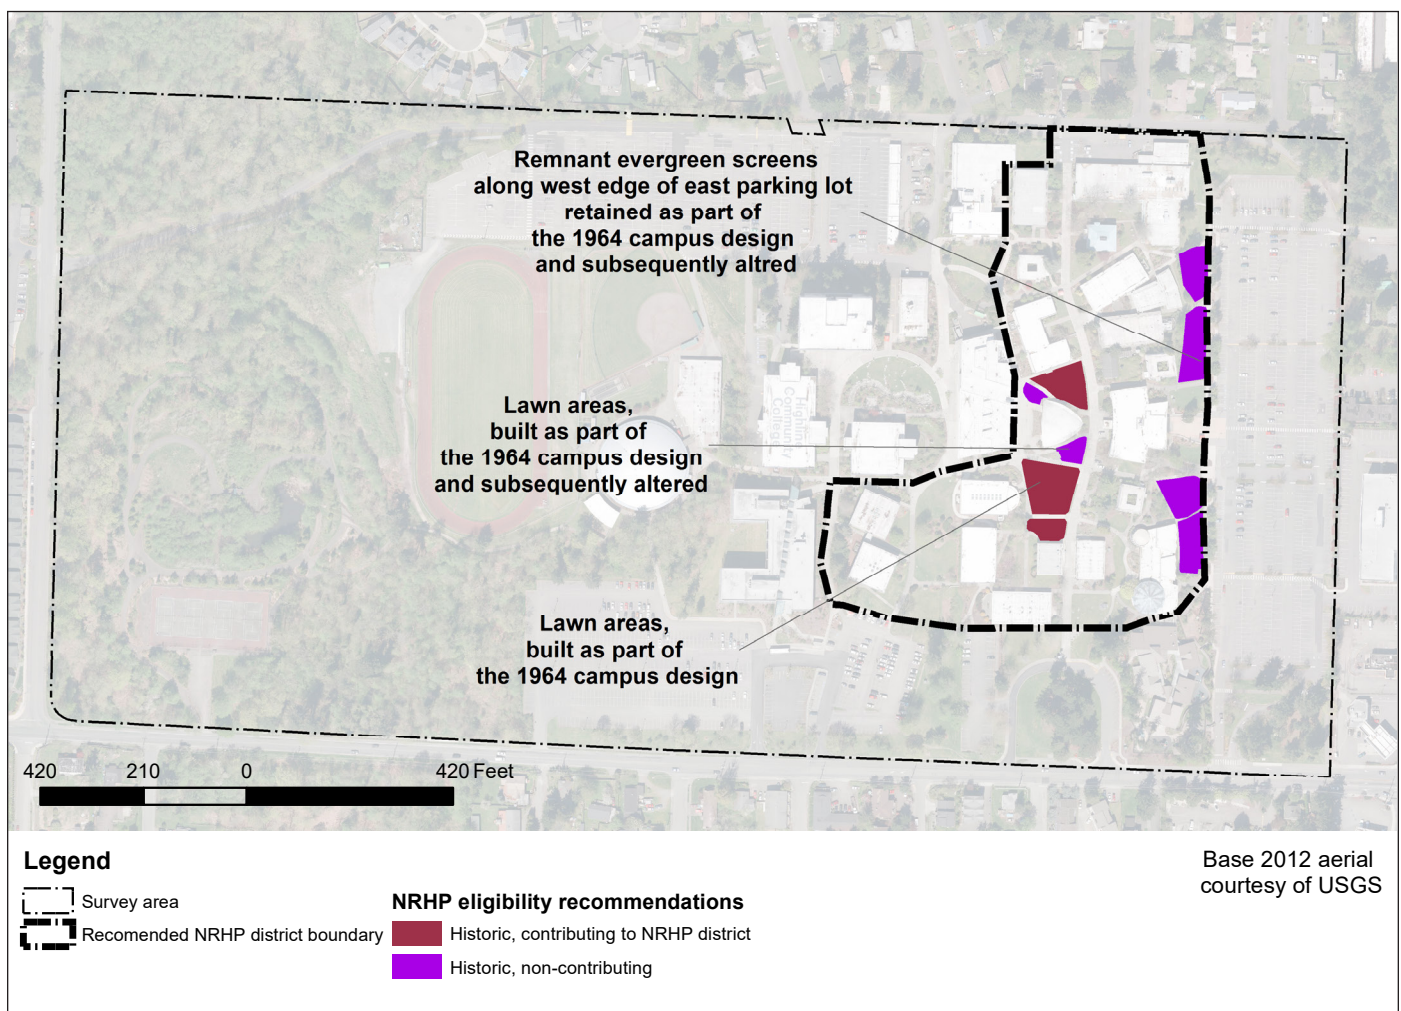 Remnant evergreen screens
along west edge of east parking lot
retained as part of
the 1964 campus design
and subsequently altred
Highline
Community
College
Lawn areas,
built as part of
the 1964 campus design
and subsequently altered
Lawn areas,
built as part of
the 1964 campus design
420 210 0 420 Feet
Legend
Survey area
Recomended NRHP district boundary
NRHP eligibility recommendations
Historic, contributing to NRHP district
Historic, non-contributing
Base 2012 aerial
courtesy of USGS